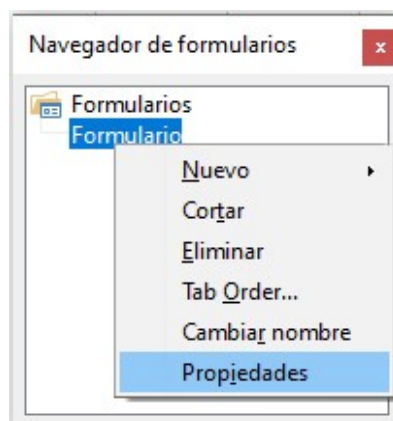 Navegador de formularios
x
Formularios
Formulario
Nuevo
Cortar
Eliminar
Tab Order...
Cambiar nombre
Propiedades